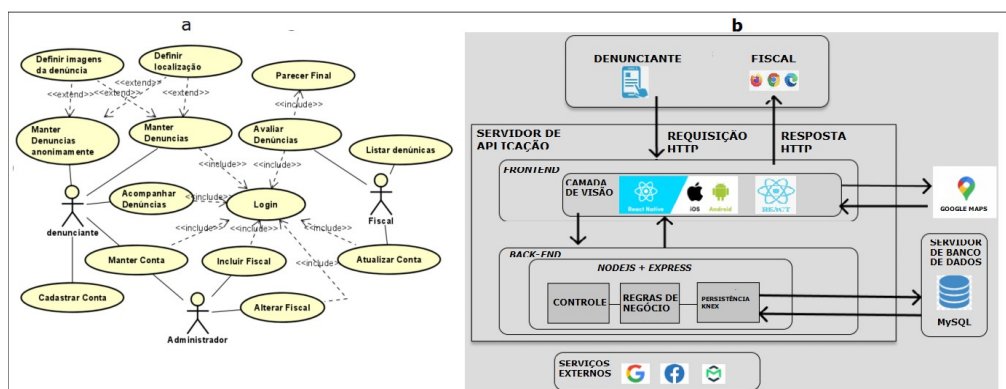 a
Definir imagens
da denúncia
Definir
localização
Parecer Final
<<extend>>
<<extend>>
<<extend>>
<<extend>>
<<include>>
Manter
Denuncias
anonimamente
Manter
Denuncias
Avaliar
Denúncias
Listar denúnicas
<<include>>
<<include>>
Acompanhar
Denúncias
<<include>>
Login
denunciante
Fiscal
<<include>>
<<include>>
<<include>>
<<include>>
Manter Conta
Incluir Fiscal
Atualizar Conta
Cadastrar Conta
Alterar Fiscal
Administrador
b
DENUNCIANTE
FISCAL
SERVIDOR DE
APLICAÇÃO
REQUISIÇÃO
HTTP
RESPOSTA
HTTP
FRONTEND
CAMADA
DE VISÃO
React Native
iOS
Android
REACT
GOOGLE MAPS
BACK-END
NODEJS + EXPRESS
CONTROLE
REGRAS DE
NEGÓCIO
PERSISTÊNCIA
KNEX
SERVIDOR
DE BANCO
DE DADOS
MySQL
SERVIÇOS
EXTERNOS